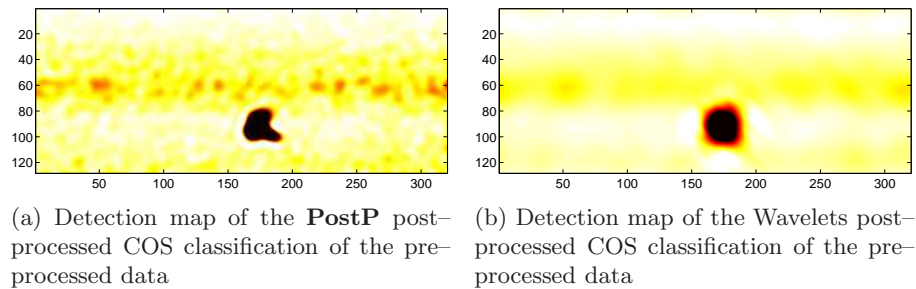 20
40
60
80
100
120
50 100 150 200 250 300
20
40
60
80
100
120
50 100 150 200 250 300
(a) Detection map of the PostP post–
processed COS classification of the pre–
processed data
(b) Detection map of the Wavelets post–
processed COS classification of the pre–
processed data